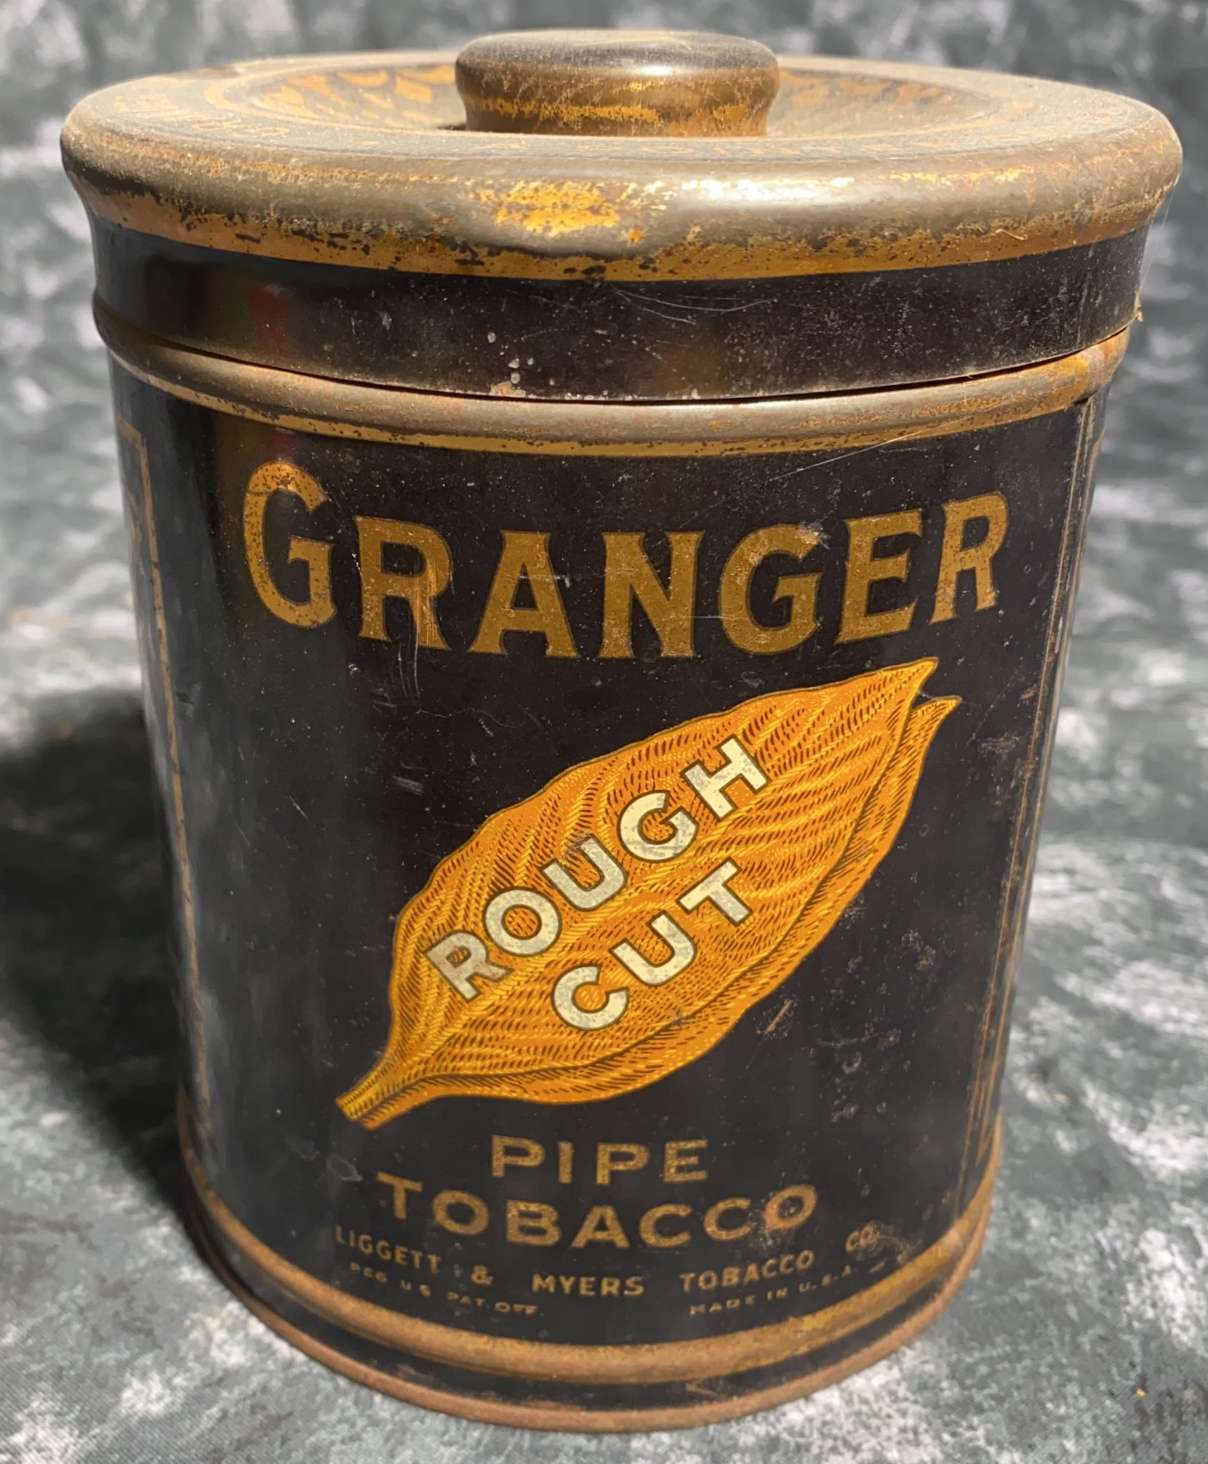 GRANGER
ROUGH
CUT
PIPE
TOBACCO
LIGGETT & MYERS TOBACCO CO.
REG. U.S. PAT. OFF. MADE IN U.S.A.